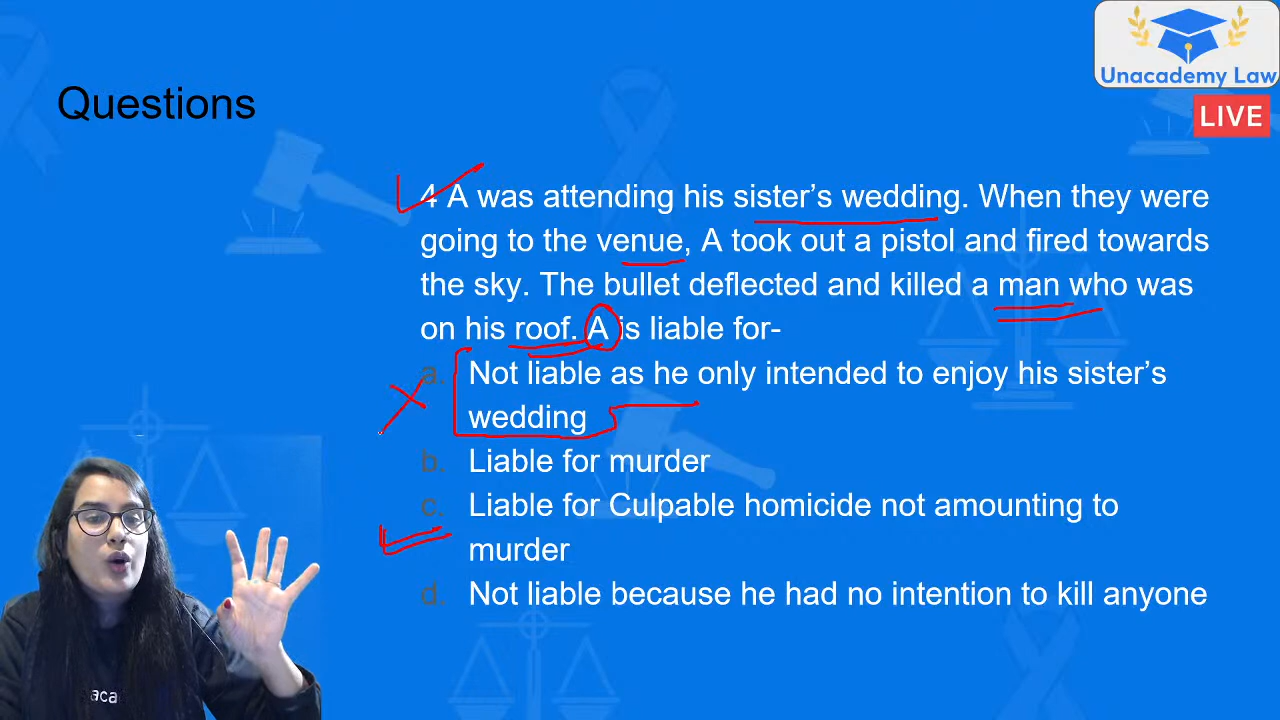 Unacademy Law
LIVE
Questions
4 A was attending his sister's wedding. When they were
going to the venue, A took out a pistol and fired towards
the sky. The bullet deflected and killed a man who was
on his roof. A is liable for-
a. Not liable as he only intended to enjoy his sister's
wedding
b. Liable for murder
c. Liable for Culpable homicide not amounting to
murder
d. Not liable because he had no intention to kill anyone